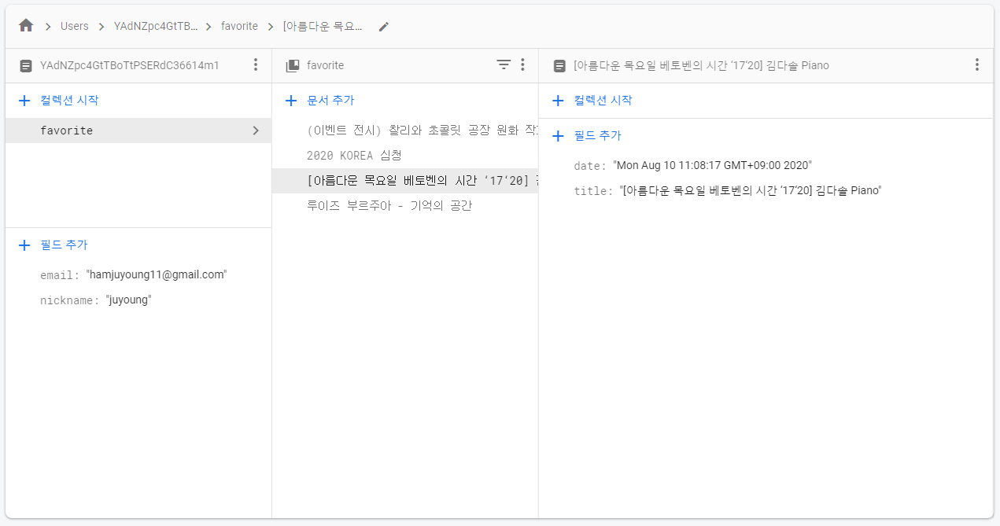 Users
YAdNZpc4GtTB...
favorite
[아름다운 목요...
YAdNZpc4GtTBoTtPSERdC36614m1
컬렉션 시작
favorite
필드 추가
email: "hamjuyoung11@gmail.com"
nickname: "juyoung"
favorite
문서 추가
(이벤트 전시) 찰리와 초콜릿 공장 원화 작
2020 KOREA 심청
[아름다운 목요일 베토벤의 시간 ‘17‘20]
루이즈 부르주아 - 기억의 공간
[아름다운 목요일 베토벤의 시간 ‘17‘20] 김다솔 Piano
컬렉션 시작
필드 추가
date: "Mon Aug 10 11:08:17 GMT+09:00 2020"
title: "[아름다운 목요일 베토벤의 시간 ‘17‘20] 김다솔 Piano"